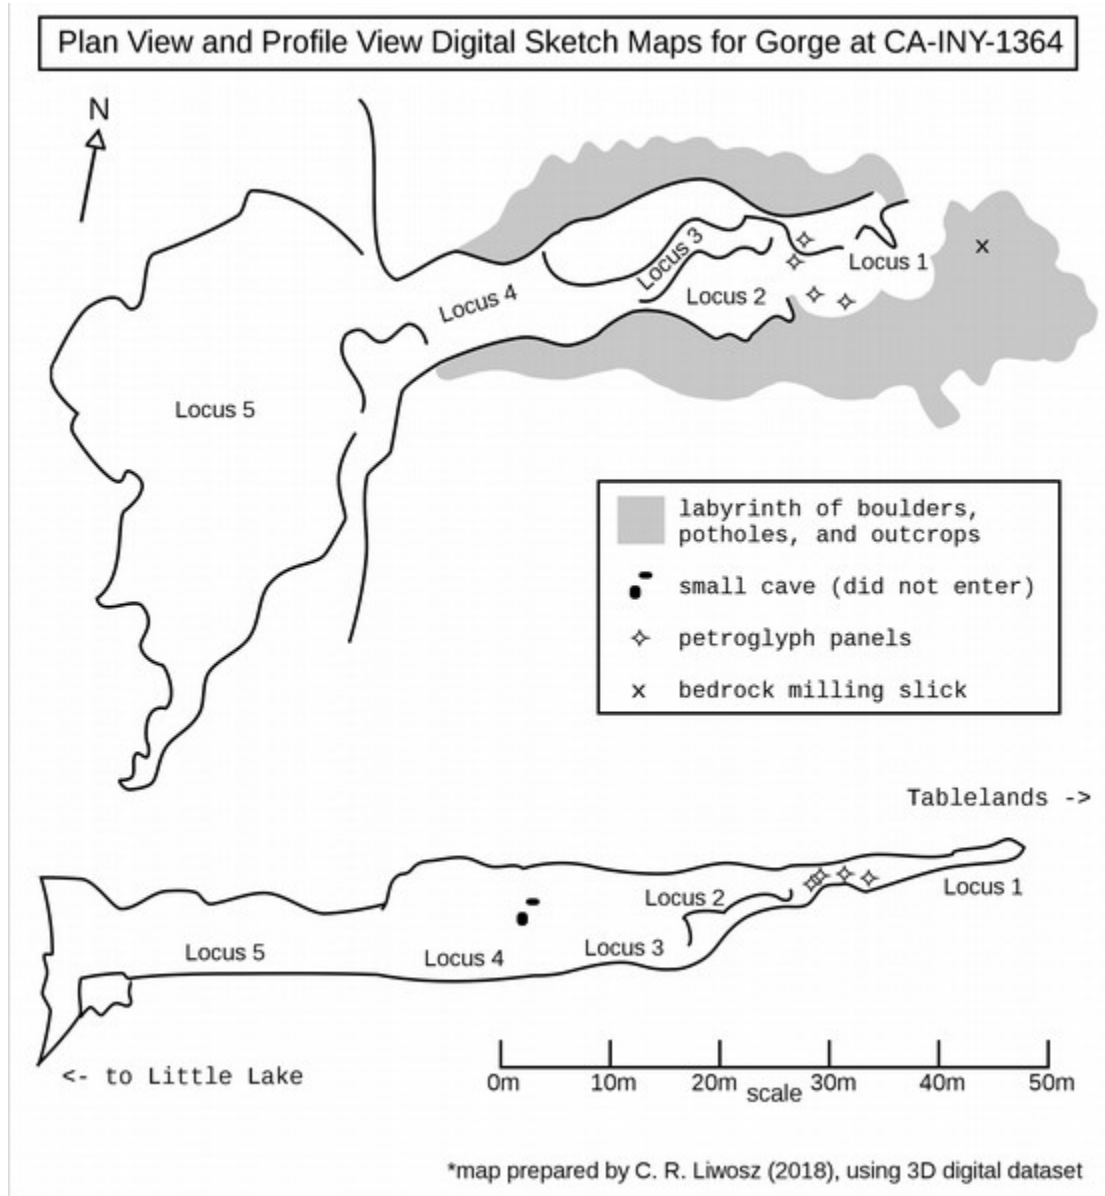 Plan View and Profile View Digital Sketch Maps for Gorge at CA-INY-1364
N
Locus 3
Locus 1
Locus 4
Locus 2
Locus 5
labyrinth of boulders,
potholes, and outcrops
small cave (did not enter)
petroglyph panels
x bedrock milling slick
Tablelands ->
Locus 1
Locus 2
Locus 3
Locus 5
Locus 4
<- to Little Lake
0m 10m 20m 30m 40m 50m
scale
*map prepared by C. R. Liwosz (2018), using 3D digital dataset